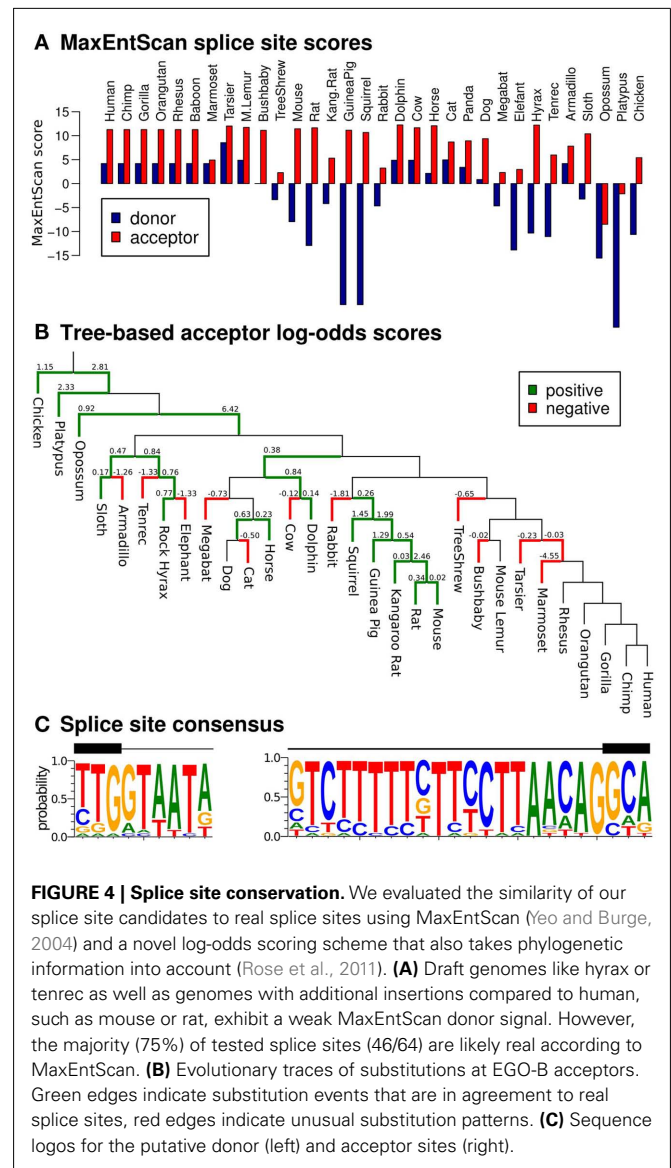 A MaxEntScan splice site scores
Human
Chimp
Gorilla
Orangutan
Rhesus
Baboon
Marmoset
Tarsier
M.Lemur
Bushbaby
TreeShrew
Mouse
Rat
Kang.Rat
GuineaPig
Squirrel
Rabbit
Dolphin
Cow
Horse
Cat
Panda
Dog
Megabat
Elefant
Hyrax
Tenrec
Armadillo
Sloth
Opossum
Platypus
Chicken
MaxEntScan score
15
10
5
0
−5
−10
−15
donor
acceptor
B Tree-based acceptor log-odds scores
positive
negative
1.15 2.81
Chicken
2.33
Platypus
0.92 6.42
Opossum
0.47 0.84 0.38
0.17 -1.26 -1.33 0.76
Sloth
Armadillo
Tenrec
0.77 -1.33
Rock Hyrax
Elephant
-0.73 0.84
Megabat
0.63 0.23
Dog
-0.50
Cat
Horse
-0.12 0.14
Cow
Dolphin
-1.81 0.26
Rabbit
1.45 1.99
Squirrel
1.29 0.54
Guinea Pig
0.03 2.46
Kangaroo Rat
0.34 0.02
Rat
Mouse
-0.65
TreeShrew
-0.02
Bushbaby
Mouse Lemur
-0.23 -0.03
Tarsier
-4.55
Marmoset
Rhesus
Orangutan
Gorilla
Chimp
Human
C Splice site consensus
probability
1.0
0.5
0.0
TTGGTAATA
1.0
0.5
0.0
GTCTTTTTCTTCCTTAACAGGCA
FIGURE 4 | Splice site conservation. We evaluated the similarity of our
splice site candidates to real splice sites using MaxEntScan (Yeo and Burge,
2004) and a novel log-odds scoring scheme that also takes phylogenetic
information into account (Rose et al., 2011). (A) Draft genomes like hyrax or
tenrec as well as genomes with additional insertions compared to human,
such as mouse or rat, exhibit a weak MaxEntScan donor signal. However,
the majority (75%) of tested splice sites (46/64) are likely real according to
MaxEntScan. (B) Evolutionary traces of substitutions at EGO-B acceptors.
Green edges indicate substitution events that are in agreement to real
splice sites, red edges indicate unusual substitution patterns. (C) Sequence
logos for the putative donor (left) and acceptor sites (right).